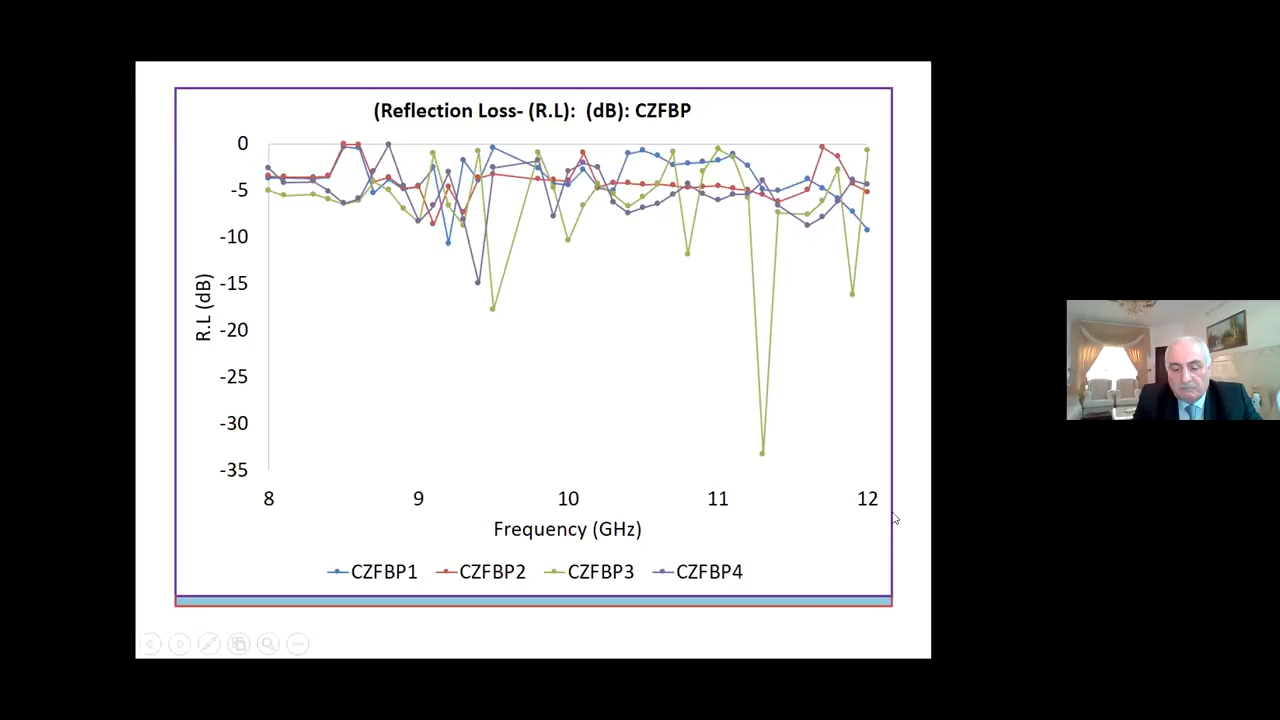 (Reflection Loss- (R.L): (dB): CZFBP
0
-5
-10
-15
-20
-25
-30
-35
R.L (dB)
8 9 10 11 12
Frequency (GHz)
CZFBP1 CZFBP2 CZFBP3 CZFBP4